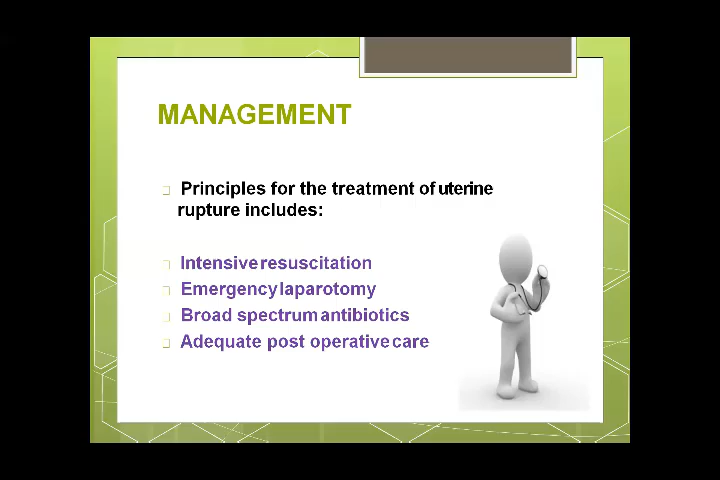 MANAGEMENT
Principles for the treatment of uterine
rupture includes:
Intensive resuscitation
Emergency laparotomy
Broad spectrum antibiotics
Adequate post operative care